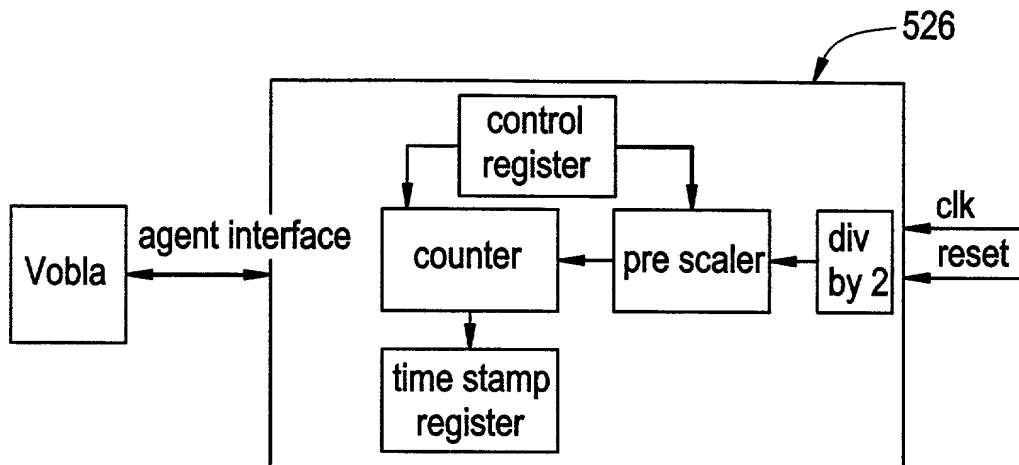 526
control
register
clk
reset
div
by 2
pre scaler
counter
agent interface
Vobla
time stamp
register